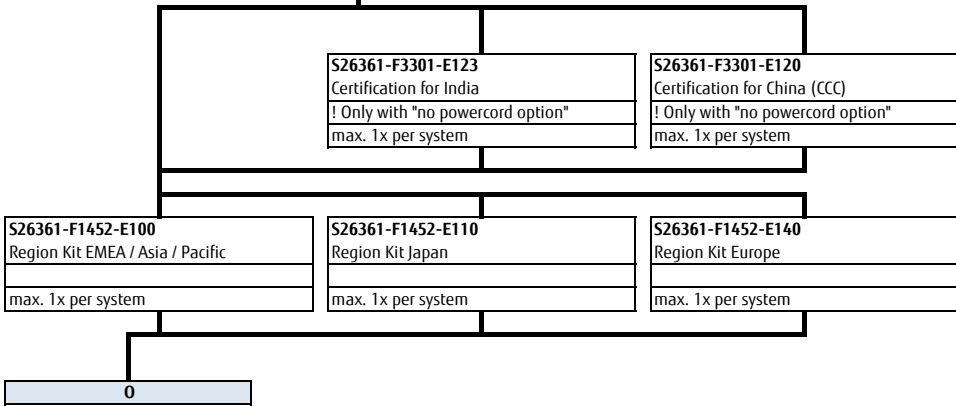 S26361-F3301-E123
Certification for India
! Only with "no powercord option"
max. 1x per system
S26361-F3301-E120
Certification for China (CCC)
! Only with "no powercord option"
max. 1x per system
S26361-F1452-E100
Region Kit EMEA / Asia / Pacific
max. 1x per system
S26361-F1452-E110
Region Kit Japan
max. 1x per system
S26361-F1452-E140
Region Kit Europe
max. 1x per system
O